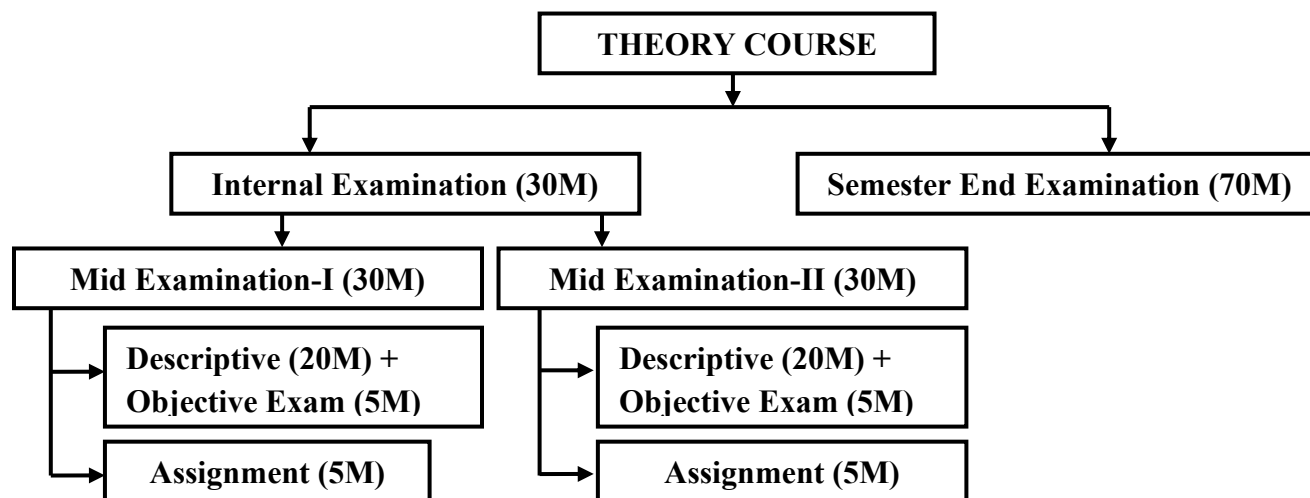 THEORY COURSE
Internal Examination (30M)
Semester End Examination (70M)
Mid Examination-I (30M)
Mid Examination-II (30M)
Descriptive (20M) +
Objective Exam (5M)
Descriptive (20M) +
Objective Exam (5M)
Assignment (5M)
Assignment (5M)